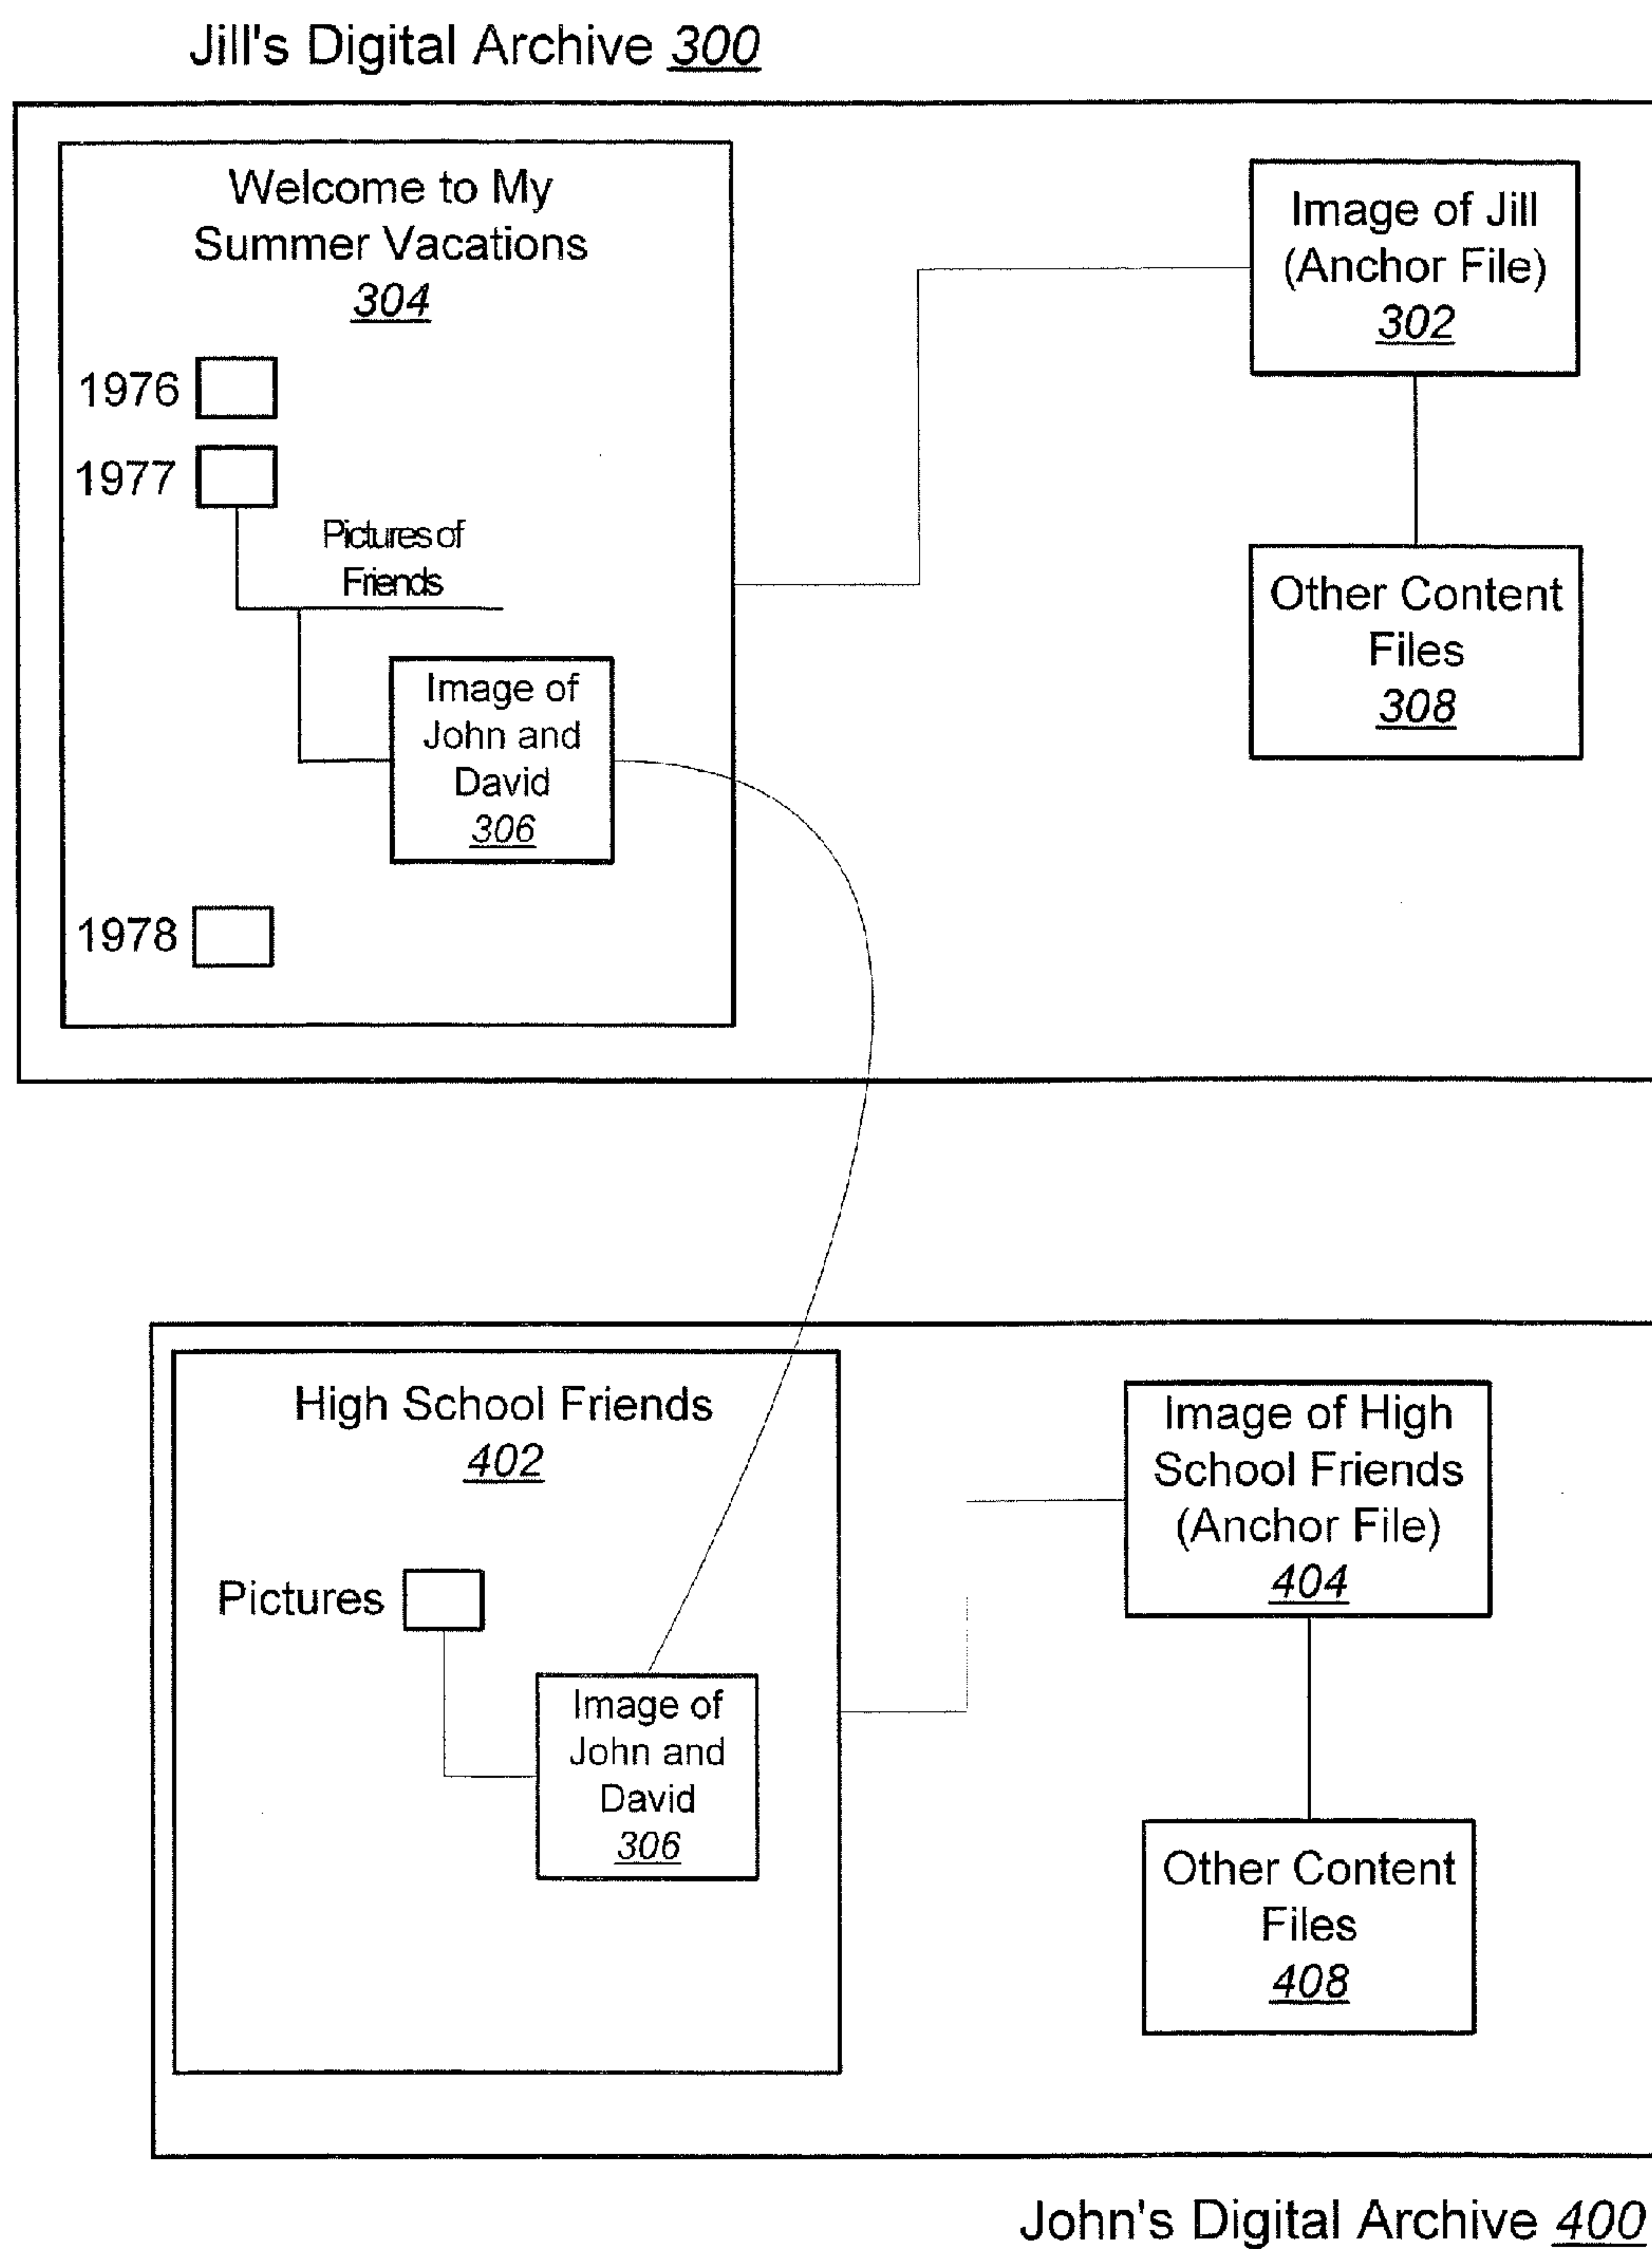 Jill's Digital Archive 300
Welcome to My
Summer Vacations
304
1976
1977
Pictures of
Friends
Image of
John and
David
306
1978
Image of Jill
(Anchor File)
302
Other Content
Files
308
High School Friends
402
Pictures
Image of
John and
David
306
Image of High
School Friends
(Anchor File)
404
Other Content
Files
408
John's Digital Archive 400